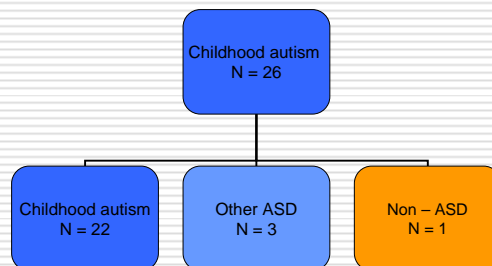 Childhood autism
N = 26
Childhood autism
N = 22
Other ASD
N = 3
Non – ASD
N = 1